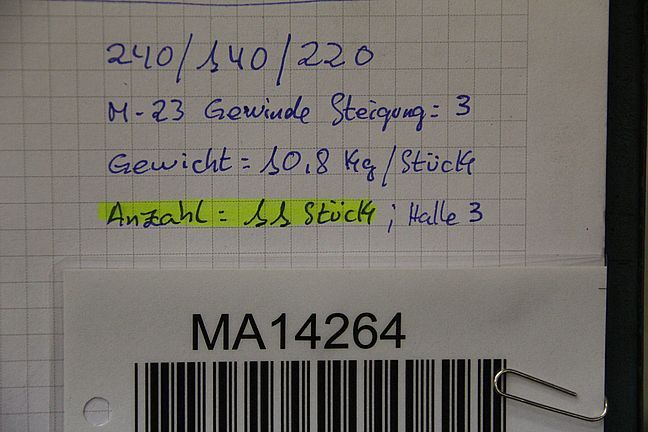 240/140/220
M-23 Gewinde Steigung = 3
Gewicht = 10,8 Kg/Stück
Anzahl = 11 Stück ; Halle 3
MA14264